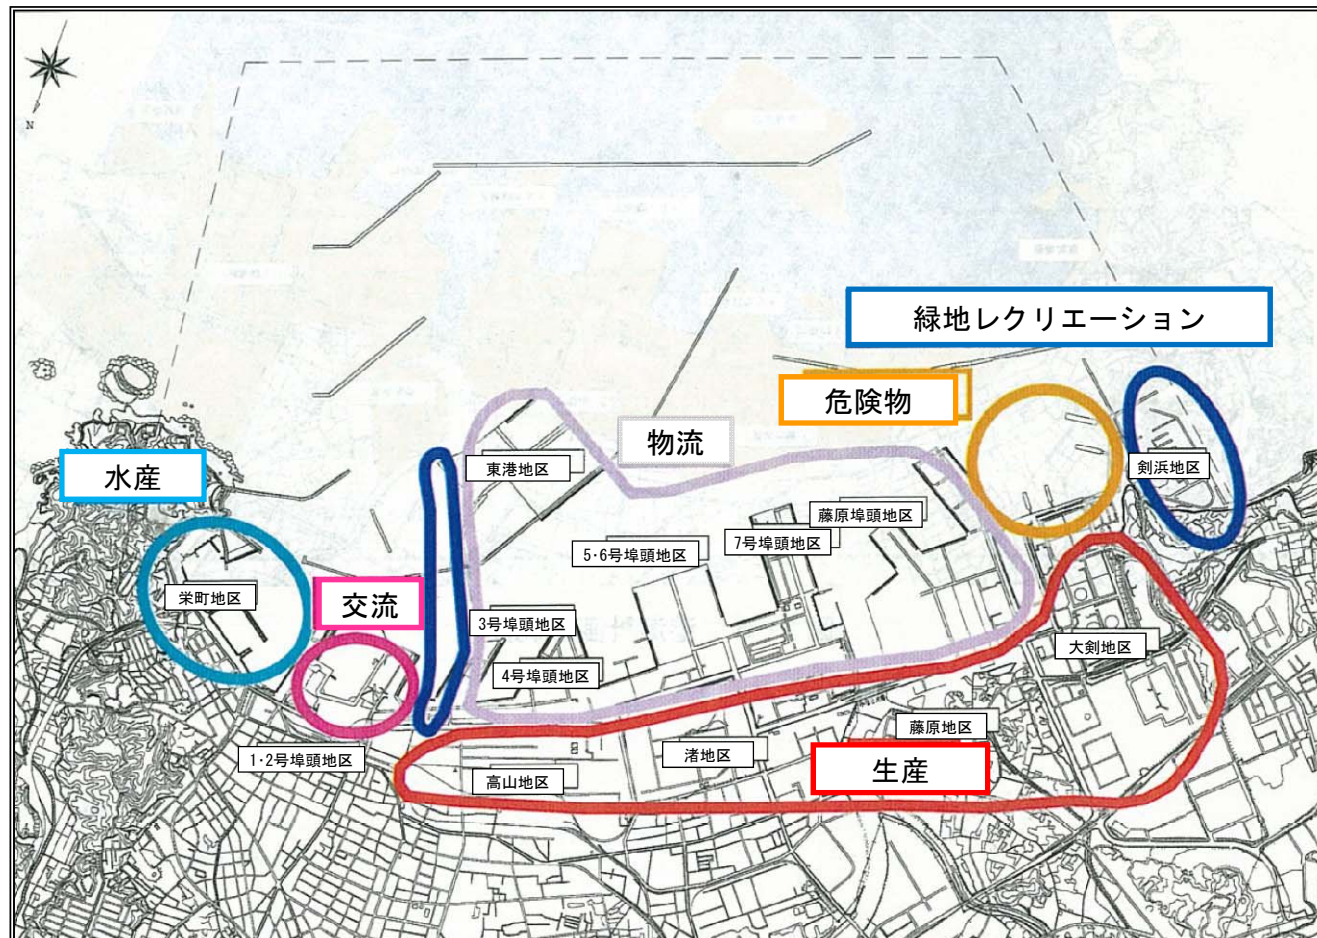 N
緑地レクリエーション
危険物
物流
水産
東港地区
剣浜地区
藤原埠頭地区
7号埠頭地区
5・6号埠頭地区
栄町地区
交流
3号埠頭地区
4号埠頭地区
大剣地区
1・2号埠頭地区
藤原地区
渚地区
高山地区
生産